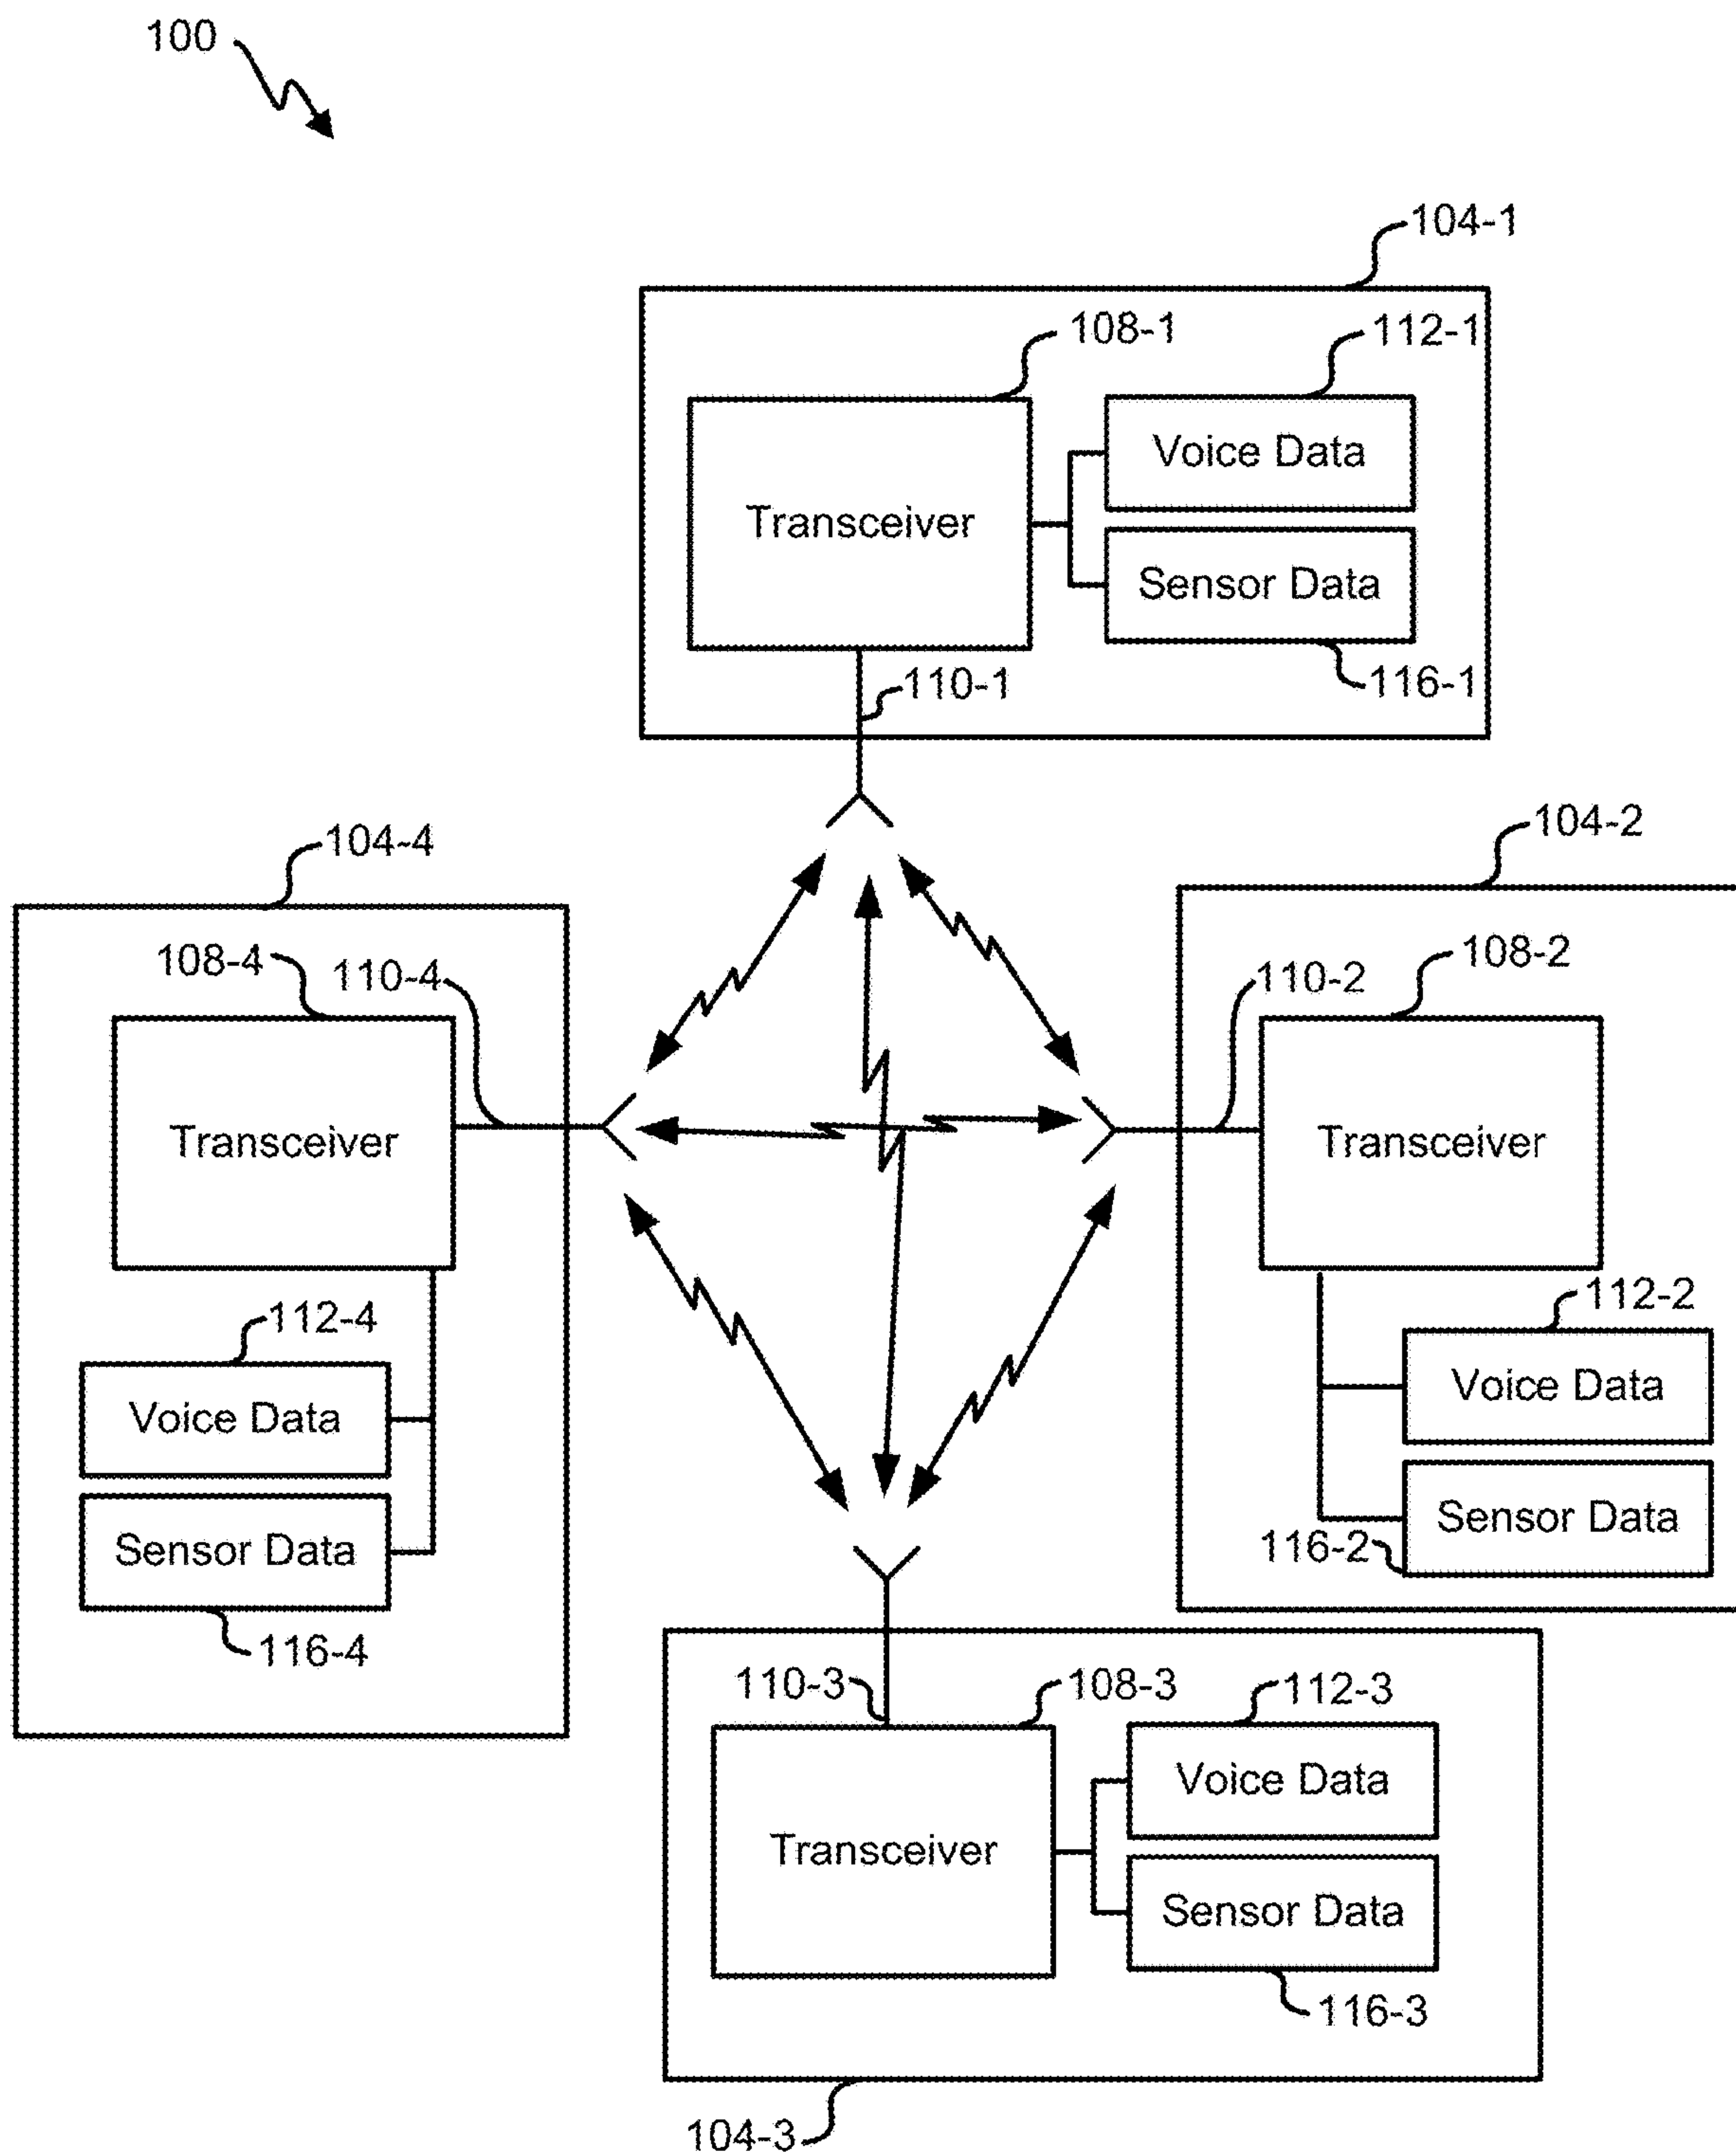 100
104-1
108-1
112-1
Voice Data
Transceiver
Sensor Data
110-1
116-1
104-4
108-4
110-4
Transceiver
112-4
Voice Data
Sensor Data
116-4
104-2
110-2
108-2
Transceiver
112-2
Voice Data
Sensor Data
116-2
110-3
108-3
112-3
Voice Data
Transceiver
Sensor Data
116-3
104-3